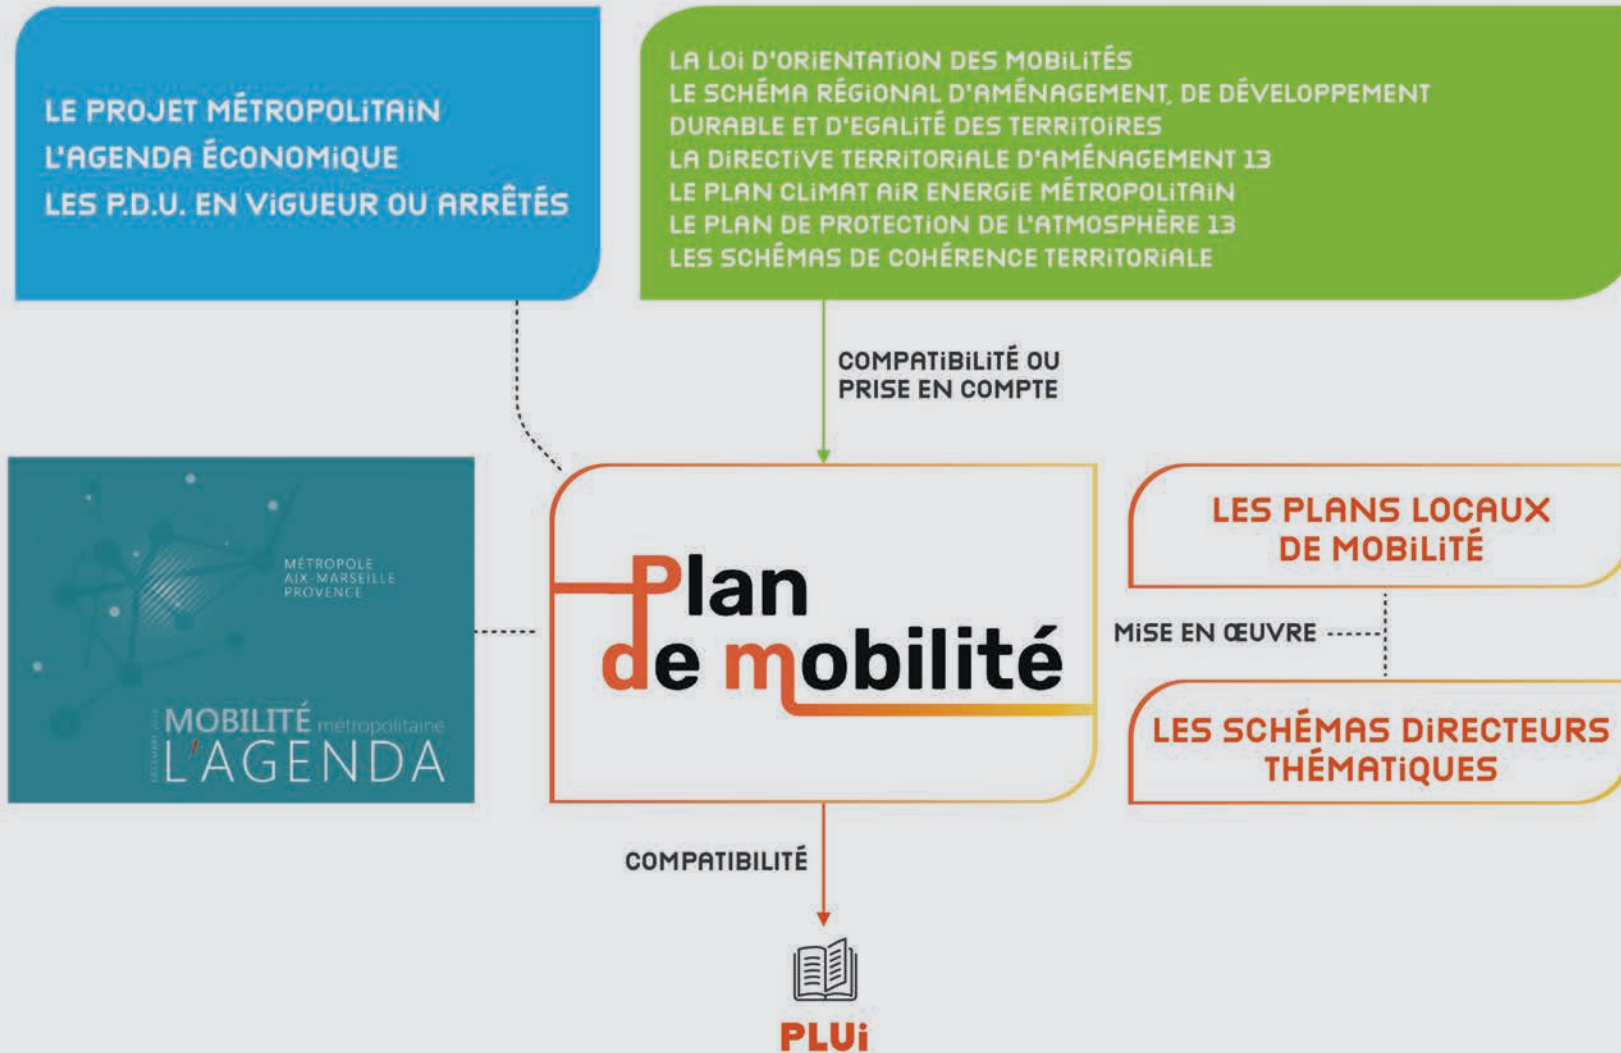 LE PROJET MÉTROPOLITAIN
L'AGENDA ÉCONOMIQUE
LES P.D.U. EN VIGUEUR OU ARRÊTÉS
LA LOI D'ORIENTATION DES MOBILITÉS
LE SCHÉMA RÉGIONAL D'AMÉNAGEMENT, DE DÉVELOPPEMENT
DURABLE ET D'EGALITÉ DES TERRITOIRES
LA DIRECTIVE TERRITORIALE D'AMÉNAGEMENT 13
LE PLAN CLIMAT AIR ENERGIE MÉTROPOLITAIN
LE PLAN DE PROTECTION DE L'ATMOSPHÈRE 13
LES SCHÉMAS DE COHÉRENCE TERRITORIALE
COMPATIBILITÉ OU
PRISE EN COMPTE
MÉTROPOLE
AIX-MARSEILLE
PROVENCE
MOBILITÉ métropolitaine
L'AGENDA
Plan
de mobilité
LES PLANS LOCAUX
DE MOBILITÉ
MISE EN ŒUVRE
LES SCHÉMAS DIRECTEURS
THÉMATIQUES
COMPATIBILITÉ
PLUi